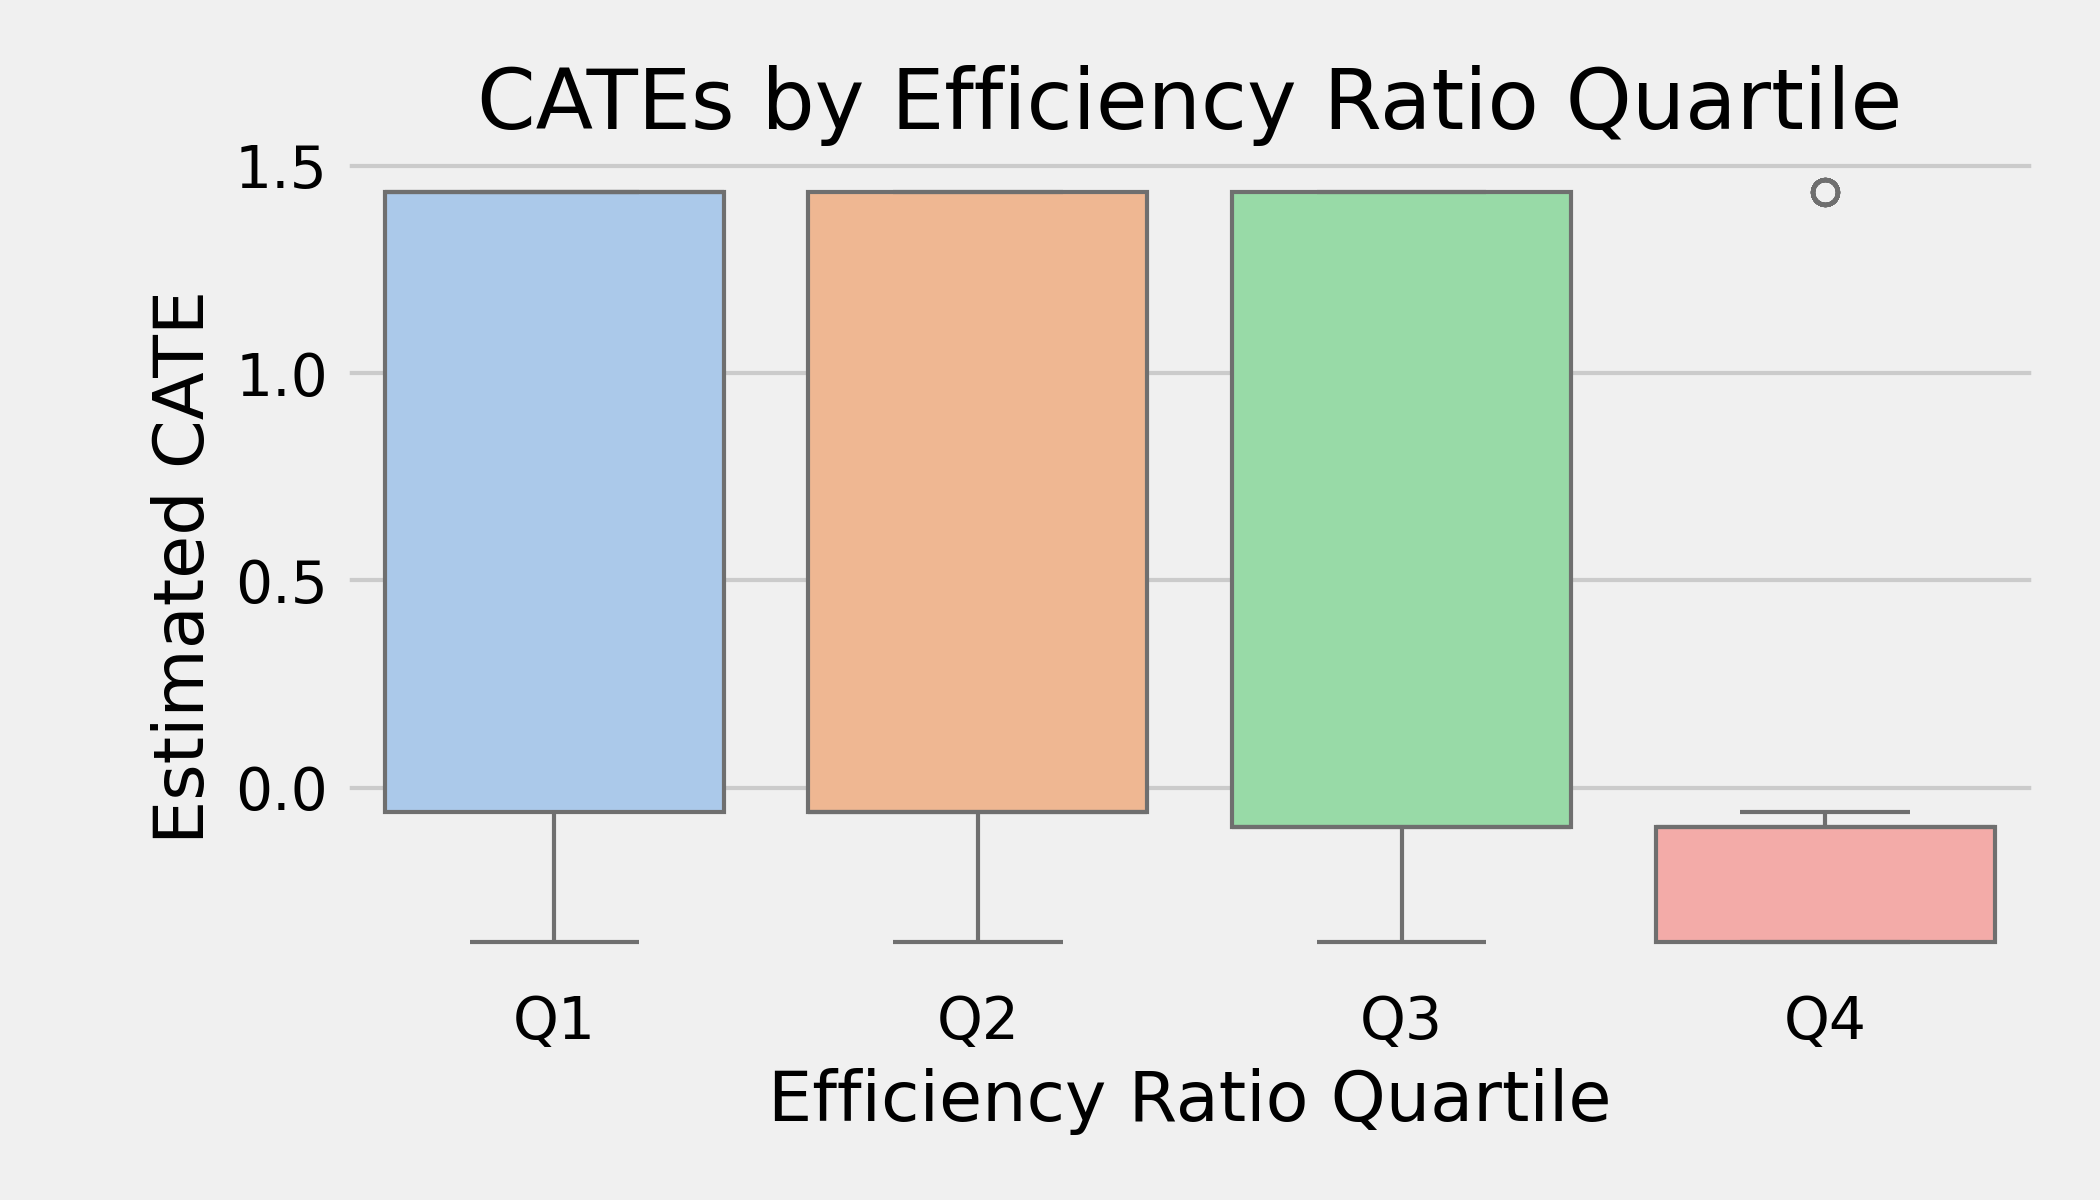 CATEs by Efficiency Ratio Quartile
Estimated CATE
1.5
1.0
0.5
0.0
Q1 Q2 Q3 Q4
Efficiency Ratio Quartile